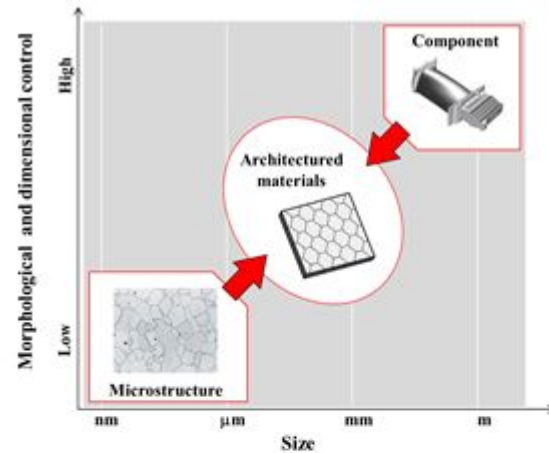 Morphological and dimensional control
High
Low
Component
Architectured
materials
Microstructure
nm
μm
mm
m
Size